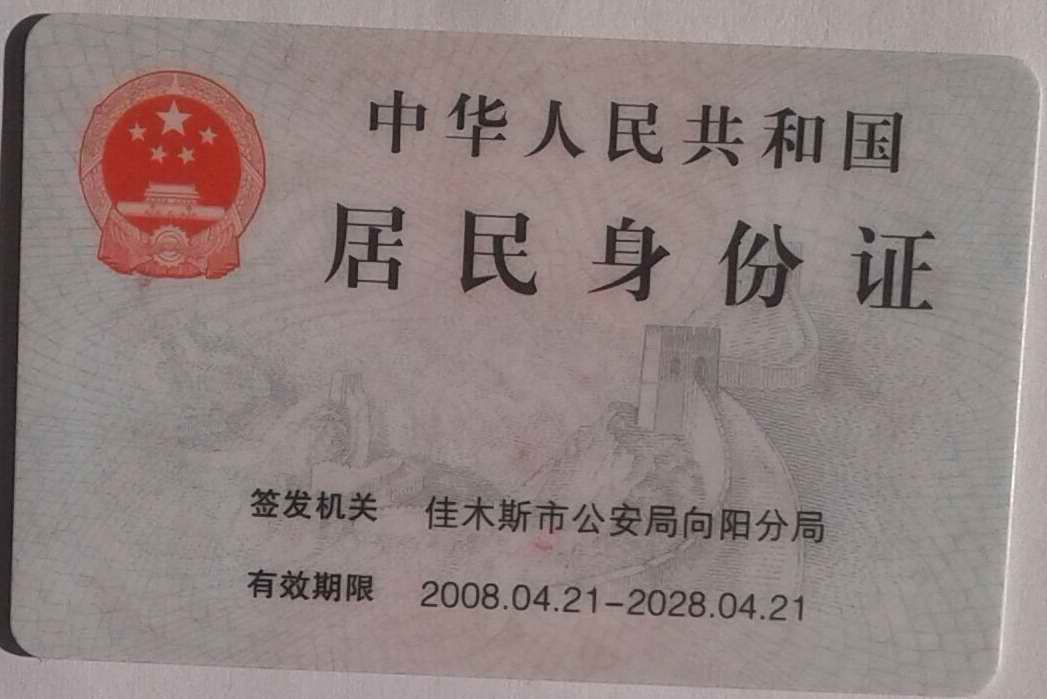 中华人民共和国
居民身份证
签发机关 佳木斯市公安局向阳分局
有效期限 2008.04.21-2028.04.21